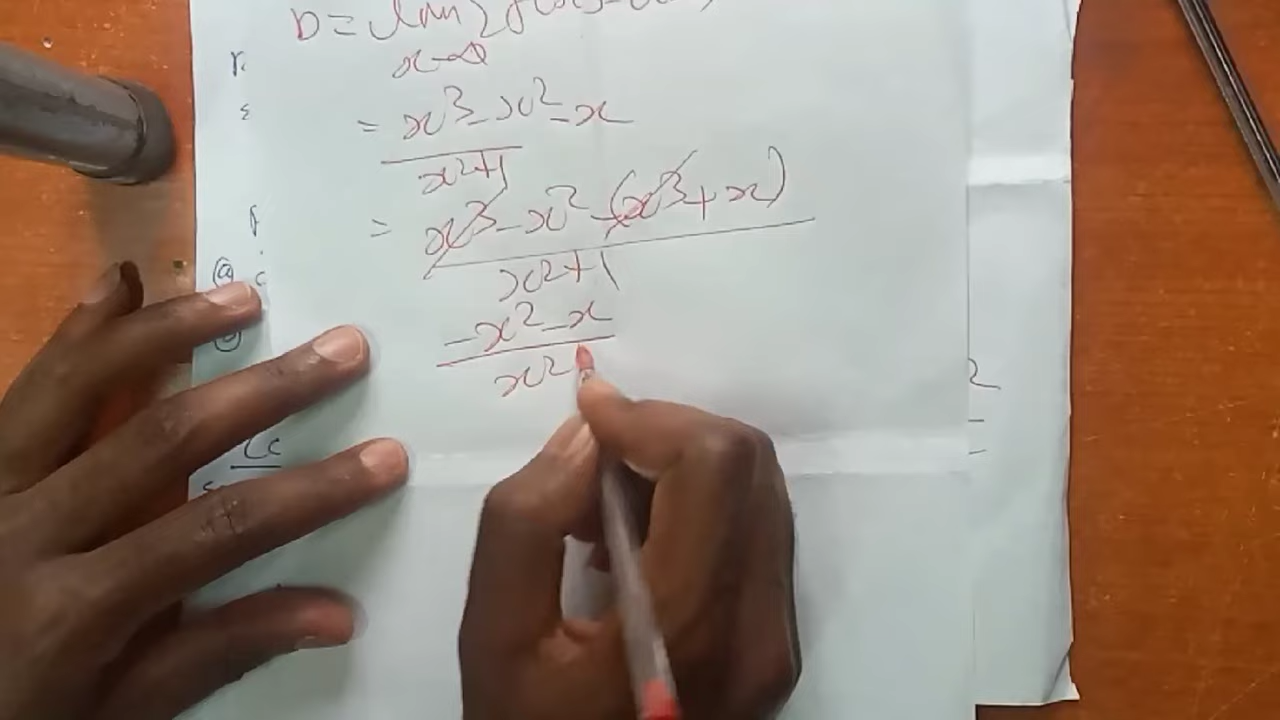 b = lim
x→∞
= x³ - x² - x
x²+1
= x³ - x² - (x³ + x)
x²+1
-x² - x
x²